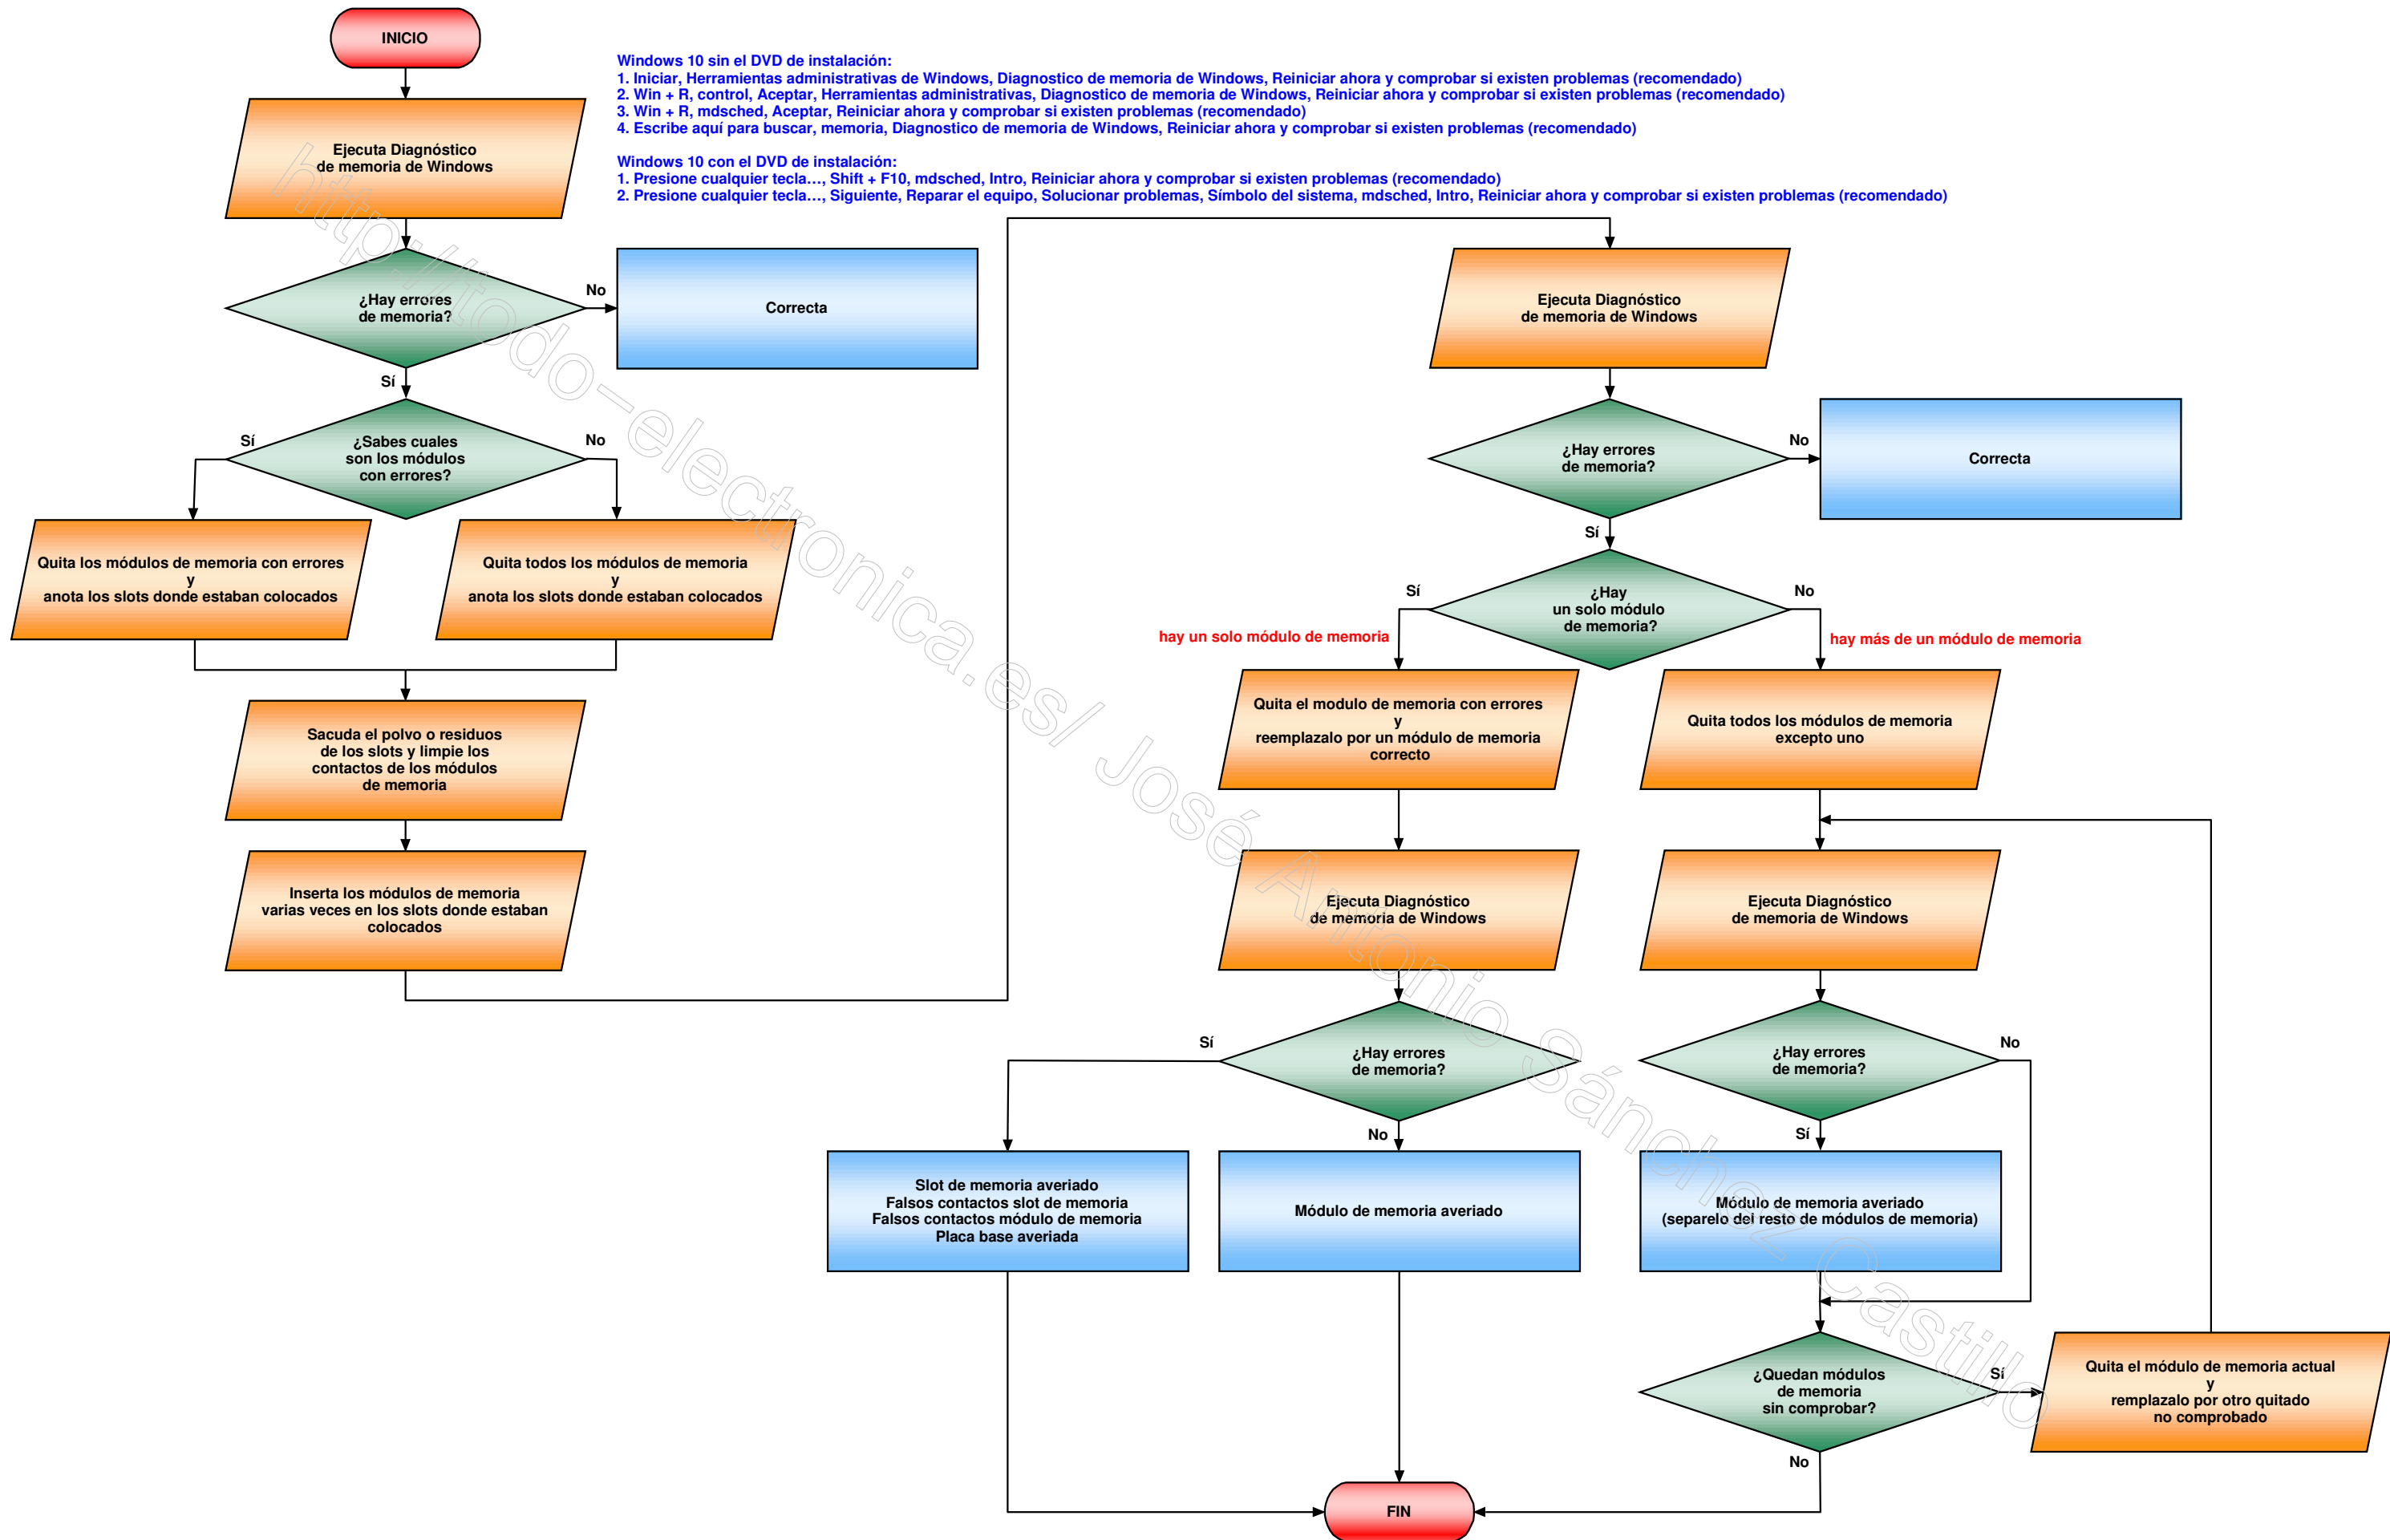 INICIO
Windows 10 sin el DVD de instalación:
1. Iniciar, Herramientas administrativas de Windows, Diagnostico de memoria de Windows, Reiniciar ahora y comprobar si existen problemas (recomendado)
2. Win + R, control, Aceptar, Herramientas administrativas, Diagnostico de memoria de Windows, Reiniciar ahora y comprobar si existen problemas (recomendado)
3. Win + R, mdsched, Aceptar, Reiniciar ahora y comprobar si existen problemas (recomendado)
4. Escribe aquí para buscar, memoria, Diagnostico de memoria de Windows, Reiniciar ahora y comprobar si existen problemas (recomendado)
Windows 10 con el DVD de instalación:
1. Presione cualquier tecla..., Shift + F10, mdsched, Intro, Reiniciar ahora y comprobar si existen problemas (recomendado)
2. Presione cualquier tecla..., Siguiente, Reparar el equipo, Solucionar problemas, Símbolo del sistema, mdsched, Intro, Reiniciar ahora y comprobar si existen problemas (recomendado)
Ejecuta Diagnóstico
de memoria de Windows
¿Hay errores
de memoria?
No
Correcta
Sí
¿Sabes cuales
son los módulos
con errores?
Sí
No
Quita los módulos de memoria con errores
y
anota los slots donde estaban colocados
Quita todos los módulos de memoria
y
anota los slots donde estaban colocados
Sacuda el polvo o residuos
de los slots y limpie los
contactos de los módulos
de memoria
Inserta los módulos de memoria
varias veces en los slots donde estaban
colocados
Ejecuta Diagnóstico
de memoria de Windows
¿Hay errores
de memoria?
No
Correcta
Sí
¿Hay
un solo módulo
de memoria?
Sí
No
hay un solo módulo de memoria
hay más de un módulo de memoria
Quita el modulo de memoria con errores
y
reemplazalo por un módulo de memoria
correcto
Quita todos los módulos de memoria
excepto uno
Ejecuta Diagnóstico
de memoria de Windows
Ejecuta Diagnóstico
de memoria de Windows
¿Hay errores
de memoria?
Sí
No
¿Hay errores
de memoria?
No
Sí
Slot de memoria averiado
Falsos contactos slot de memoria
Falsos contactos módulo de memoria
Placa base averiada
Módulo de memoria averiado
Módulo de memoria averiado
(separelo del resto de módulos de memoria)
¿Quedan módulos
de memoria
sin comprobar?
Sí
No
Quita el módulo de memoria actual
y
remplazalo por otro quitado
no comprobado
FIN
http://todo-electronica.es/ José Antonio Sánchez Castillo